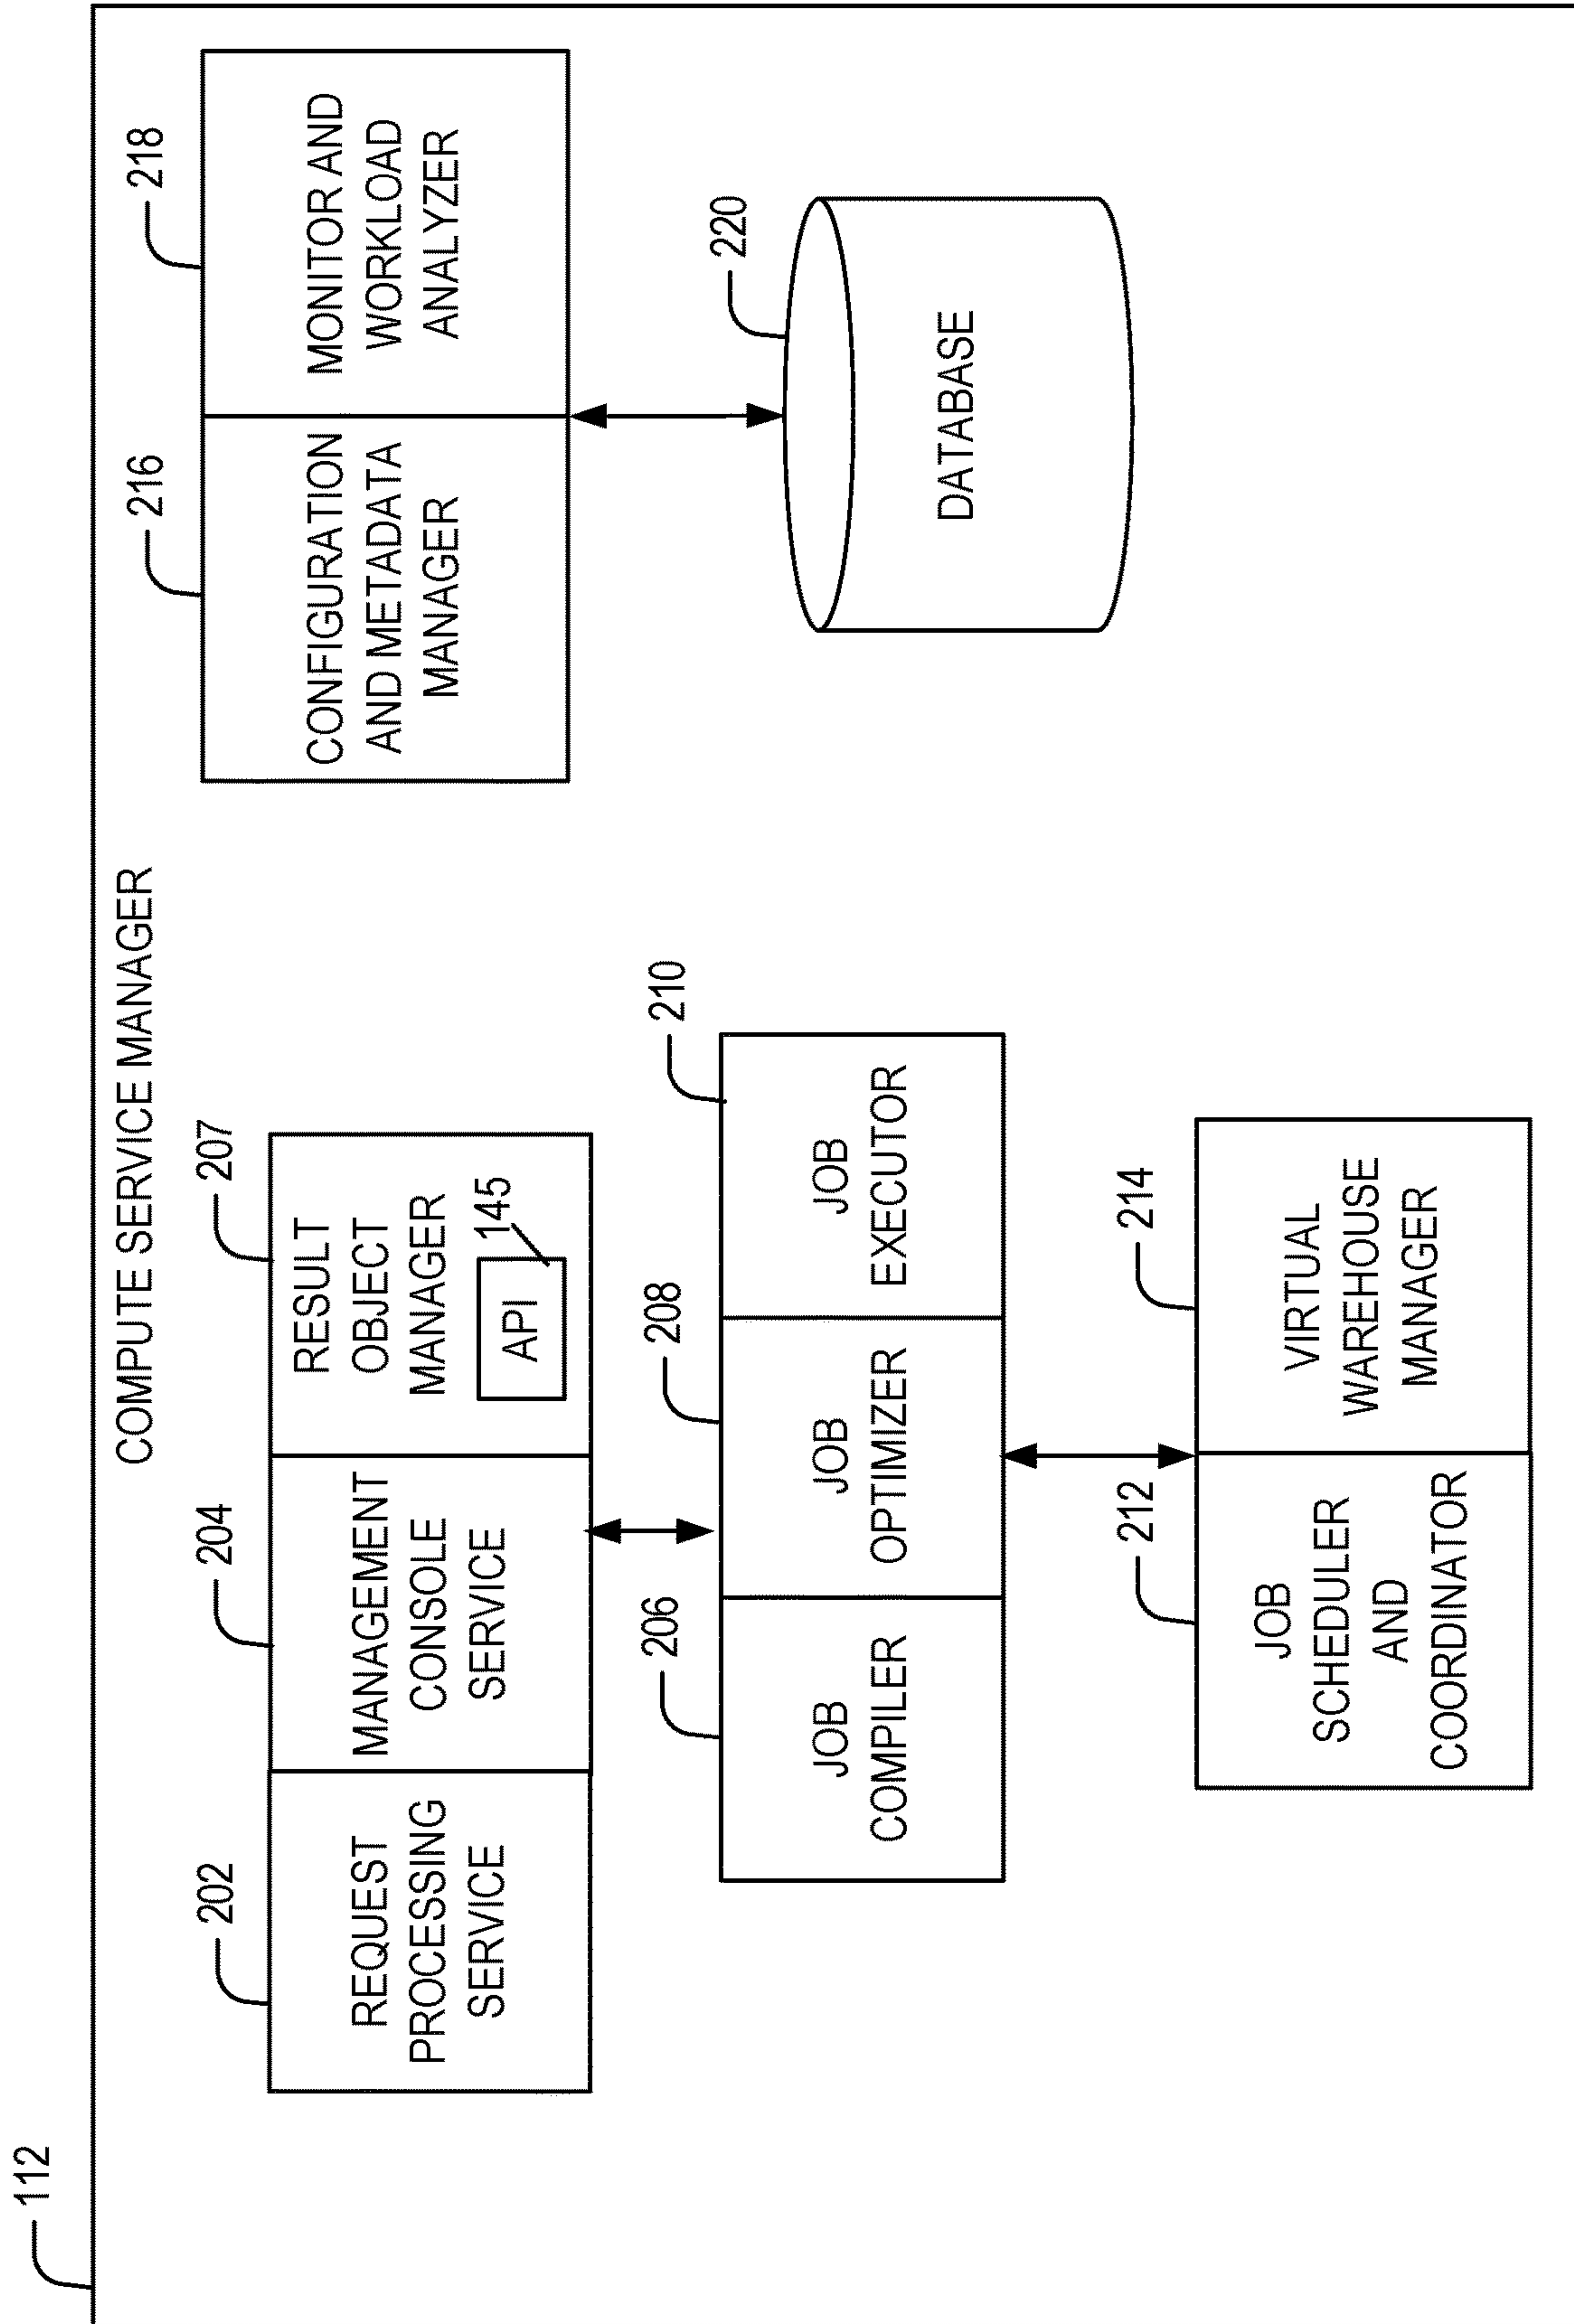 112
COMPUTE SERVICE MANAGER
202
REQUEST
PROCESSING
SERVICE
204
MANAGEMENT
CONSOLE
SERVICE
207
RESULT
OBJECT
MANAGER
145
API
206
JOB
COMPILER
208
JOB
OPTIMIZER
210
JOB
EXECUTOR
212
JOB
SCHEDULER
AND
COORDINATOR
214
VIRTUAL
WAREHOUSE
MANAGER
216
CONFIGURATION
AND METADATA
MANAGER
218
MONITOR AND
WORKLOAD
ANALYZER
220
DATABASE